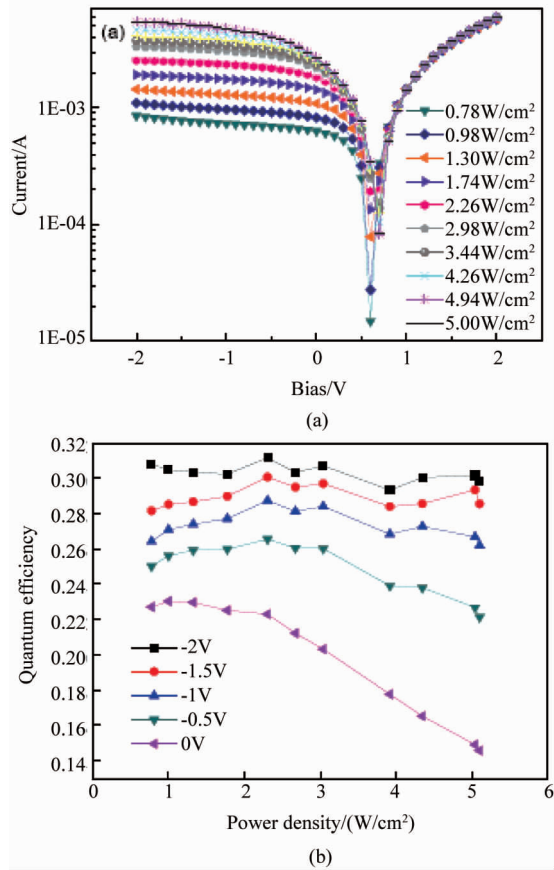 (a)
1E-03
1E-04
1E-05
Current/A
0.78W/cm²
0.98W/cm²
1.30W/cm²
1.74W/cm²
2.26W/cm²
2.98W/cm²
3.44W/cm²
4.26W/cm²
4.94W/cm²
5.00W/cm²
-2 -1 0 1 2
Bias/V
(a)
0.32
0.30
0.28
0.26
0.24
0.22
0.20
0.18
0.16
0.14
Quantum efficiency
-2V
-1.5V
-1V
-0.5V
0V
0 1 2 3 4 5 6
Power density/(W/cm²)
(b)